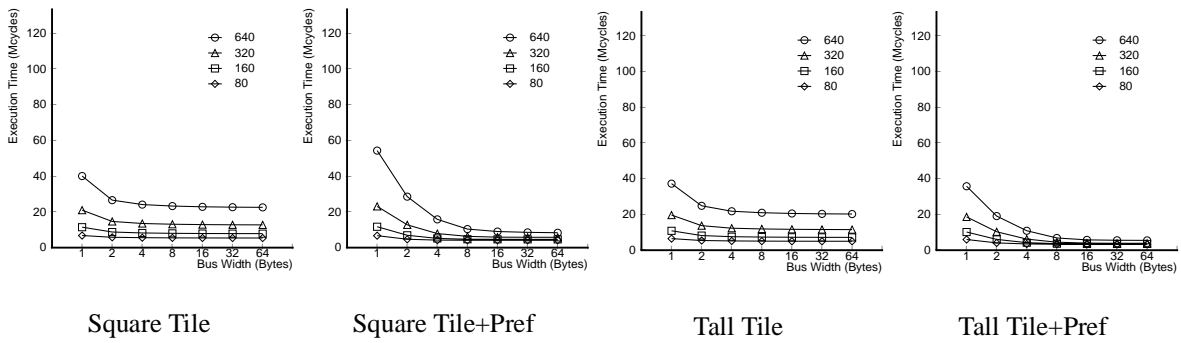 Execution Time (Mcycles)
120
100
80
60
40
20
0
640
320
160
80
1 2 4 8 16 32 64
Bus Width (Bytes)
Square Tile
Execution Time (Mcycles)
120
100
80
60
40
20
0
640
320
160
80
1 2 4 8 16 32 64
Bus Width (Bytes)
Square Tile+Pref
Execution Time (Mcycles)
120
100
80
60
40
20
0
640
320
160
80
1 2 4 8 16 32 64
Bus Width (Bytes)
Tall Tile
Execution Time (Mcycles)
120
100
80
60
40
20
0
640
320
160
80
1 2 4 8 16 32 64
Bus Width (Bytes)
Tall Tile+Pref